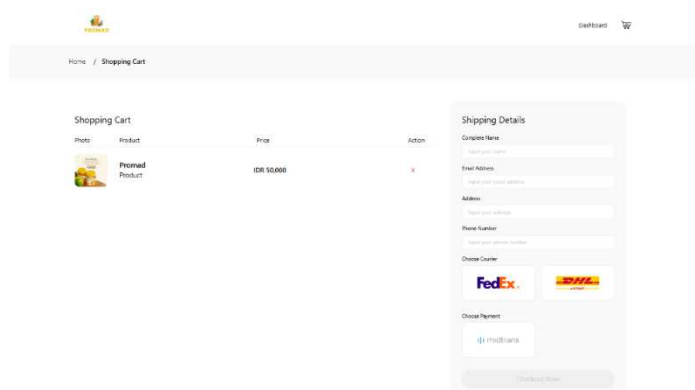 PROMAD
Dashboard
Home / Shopping Cart
Shopping Cart
Photo Product Price Action
Promad
Product
IDR 50,000
X
Shipping Details
Complete Name
Input your name
Email Address
Input your email address
Address
Input your address
Phone Number
Input your phone number
Choose Courier
FedEx.
DHL
Choose Payment
midtrans
Checkout Now